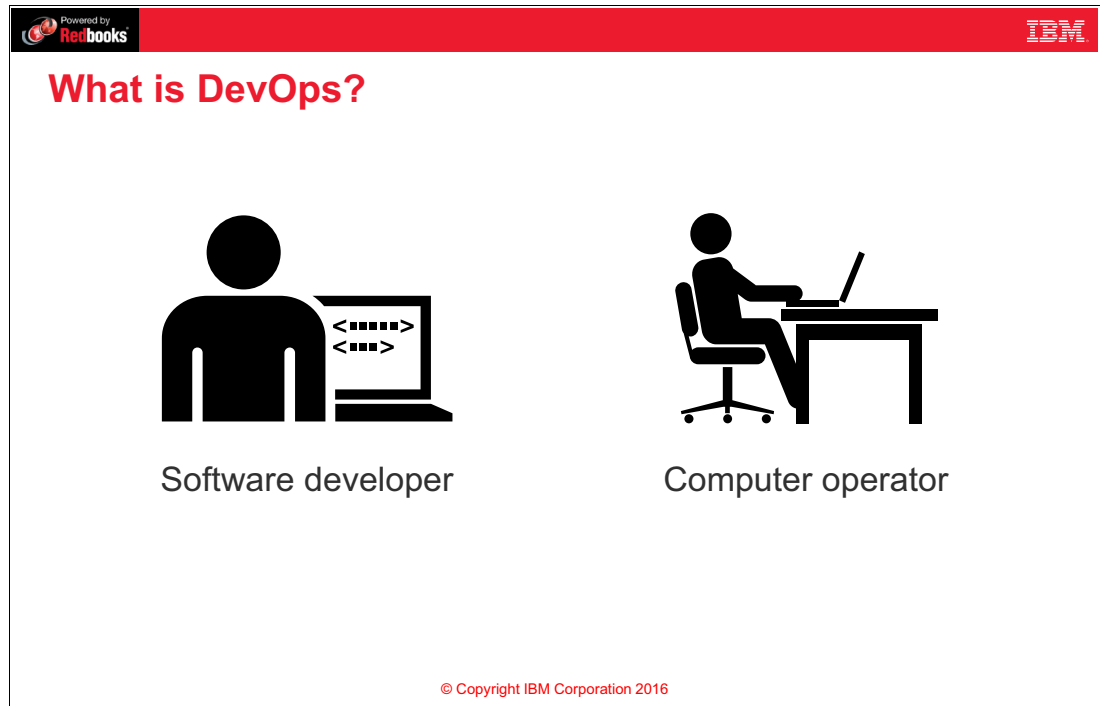 Powered by
Redbooks
IBM
What is DevOps?
Software developer
Computer operator
© Copyright IBM Corporation 2016